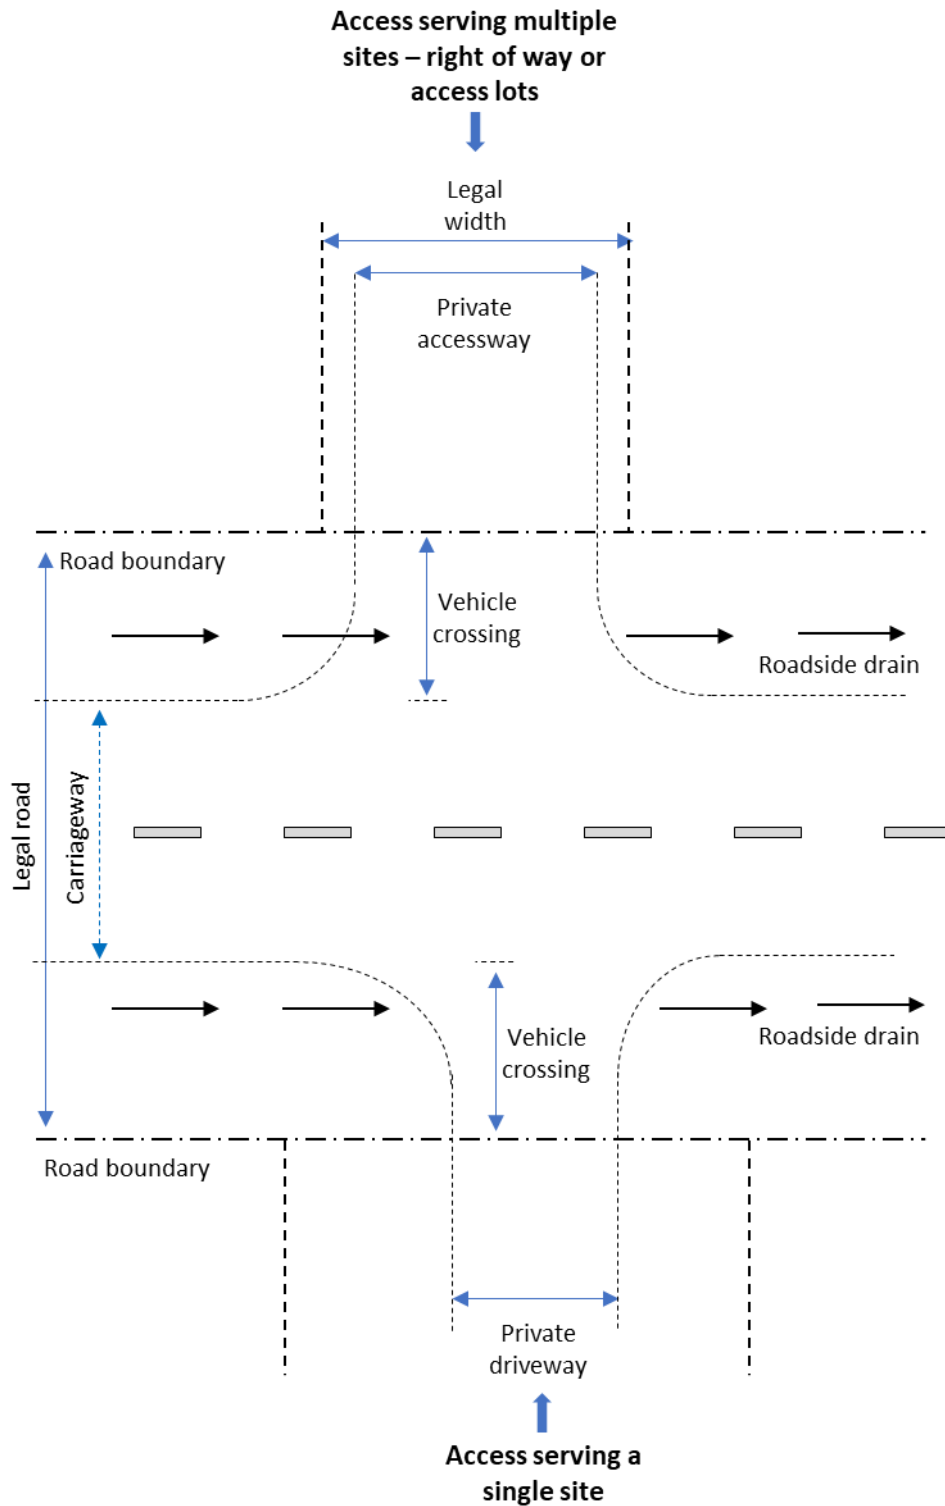 Access serving multiple
sites – right of way or
access lots
Legal
width
Private
accessway
Road boundary
Vehicle
crossing
Roadside drain
Legal road
Carriageway
Vehicle
crossing
Roadside drain
Road boundary
Private
driveway
Access serving a
single site